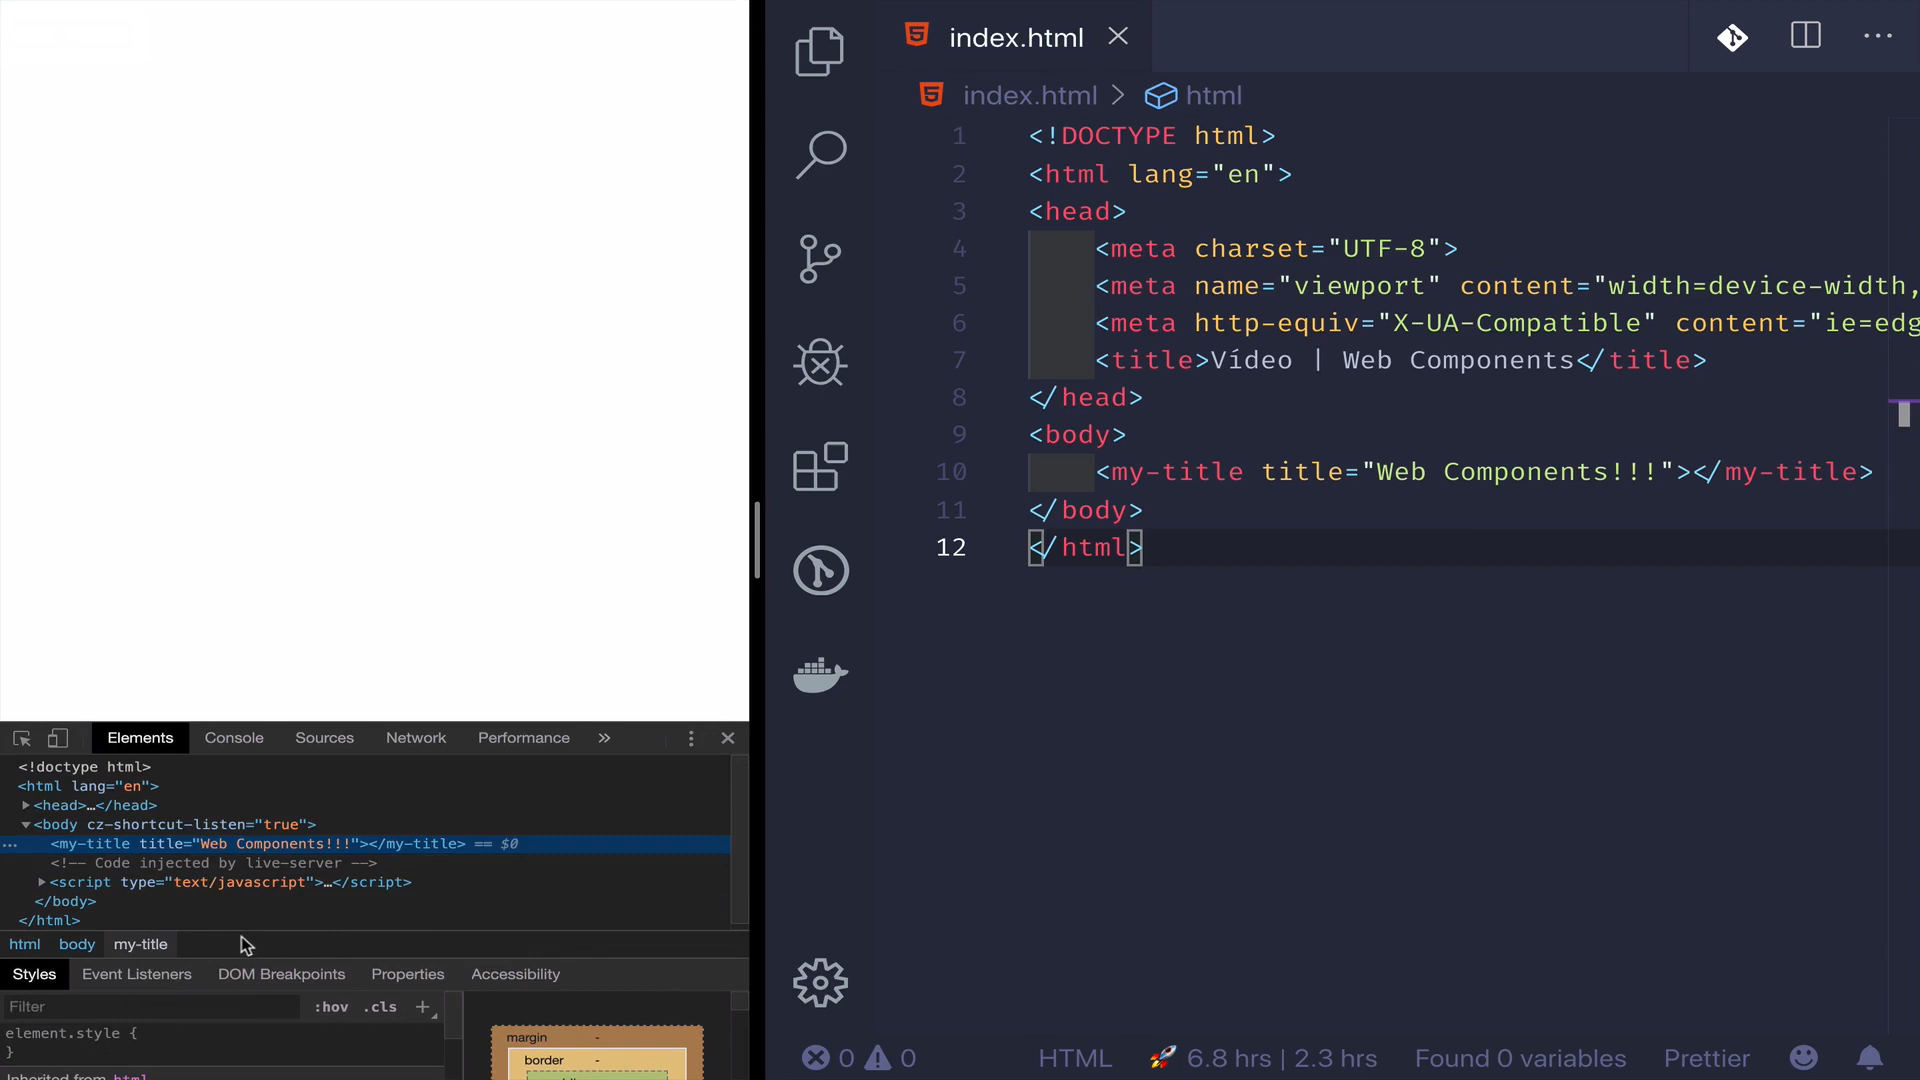 Elements Console Sources Network Performance »
<!doctype html>
<html lang="en">
<head>…</head>
<body cz-shortcut-listen="true">
<my-title title="Web Components!!!"></my-title> == $0
<!-- Code injected by live-server -->
<script type="text/javascript">…</script>
</body>
</html>
html body my-title
Styles Event Listeners DOM Breakpoints Properties Accessibility
Filter :hov .cls +
element.style {
}
Inherited from html
margin -
border -
index.html
index.html > html
1 <!DOCTYPE html>
2 <html lang="en">
3 <head>
4 <meta charset="UTF-8">
5 <meta name="viewport" content="width=device-width,
6 <meta http-equiv="X-UA-Compatible" content="ie=edg
7 <title>Vídeo | Web Components</title>
8 </head>
9 <body>
10 <my-title title="Web Components!!!"></my-title>
11 </body>
12 </html>
0 0 HTML 🚀 6.8 hrs | 2.3 hrs Found 0 variables Prettier